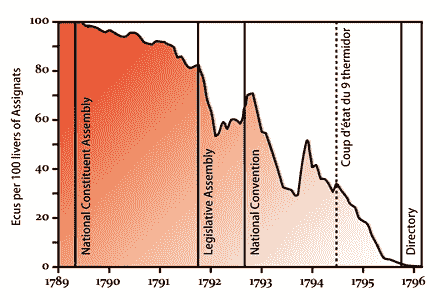 Ecus per 100 livers of Assignats
100
80
60
40
20
0
National Constituent Assembly
Legislative Assembly
National Convention
Coup d'état du 9 thermidor
Directory
1789 1790 1791 1792 1793 1794 1795 1796